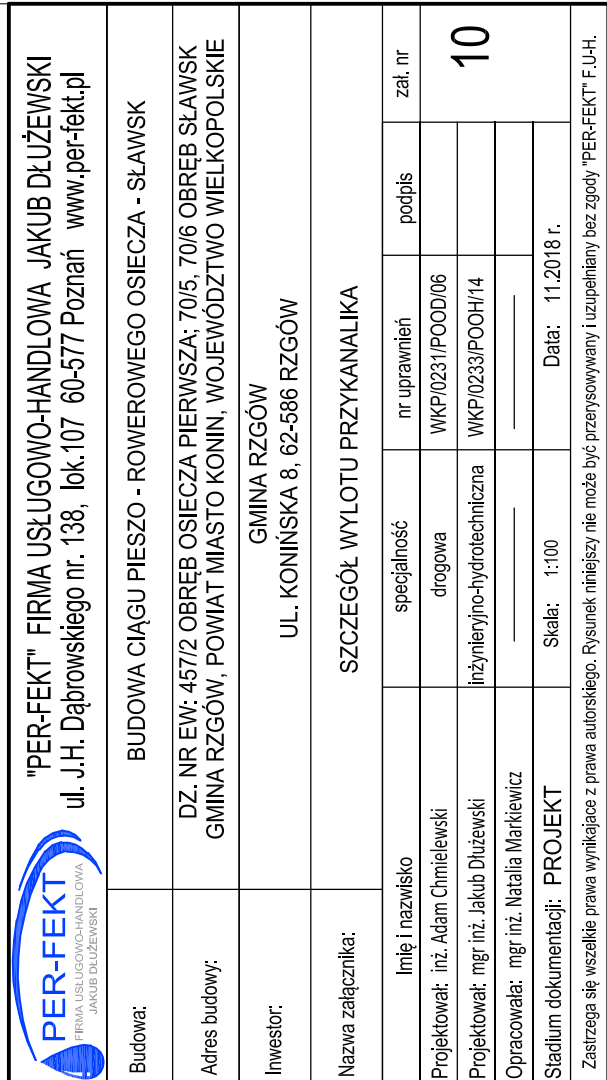 PER-FEKT
FIRMA USŁUGOWO-HANDLOWA
JAKUB DŁUŻEWSKI
"PER-FEKT" FIRMA USŁUGOWO-HANDLOWA JAKUB DŁUŻEWSKI
ul. J.H. Dąbrowskiego nr. 138, lok.107 60-577 Poznań www.per-fekt.pl
Budowa: BUDOWA CIĄGU PIESZO - ROWEROWEGO OSIECZA - SŁAWSK
Adres budowy: DZ. NR EW: 457/2 OBRĘB OSIECZA PIERWSZA; 70/5, 70/6 OBRĘB SŁAWSK
GMINA RZGÓW, POWIAT MIASTO KONIN, WOJEWÓDZTWO WIELKOPOLSKIE
Inwestor: GMINA RZGÓW
UL. KONIŃSKA 8, 62-586 RZGÓW
Nazwa załącznika: SZCZEGÓŁ WYLOTU PRZYKANALIKA
Imię i nazwisko specjalność nr uprawnień podpis zał. nr
Projektował: inż. Adam Chmielewski drogowa WKP/0231/POOD/06
10
Projektował: mgr inż. Jakub Dłużewski inżynieryjno-hydrotechniczna WKP/0233/POOH/14
Opracowała: mgr inż. Natalia Markiewicz
Stadium dokumentacji: PROJEKT Skala: 1:100 Data: 11.2018 r.
Zastrzega się wszelkie prawa wynikajace z prawa autorskiego. Rysunek niniejszy nie może być przerysowywany i uzupełniany bez zgody "PER-FEKT" F.U-H.